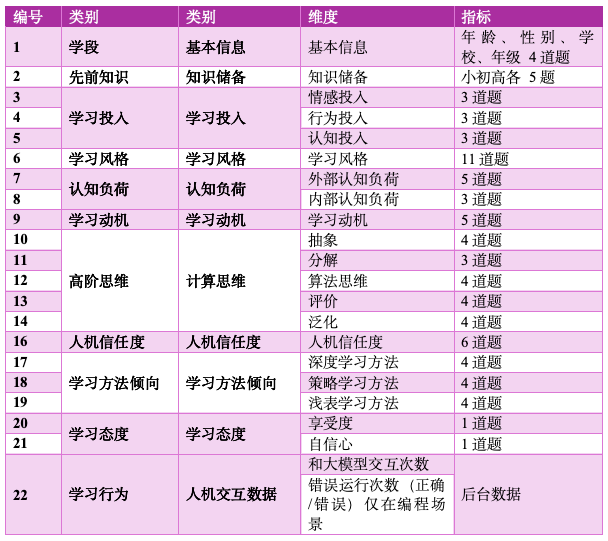 编号 类别 类别 维度 指标
1 学段 基本信息 基本信息 年龄、性别、学
校、年级 4 道题
2 先前知识 知识储备 知识储备 小初高各 5 题
3 情感投入 3 道题
4 学习投入 学习投入 行为投入 3 道题
5 认知投入 3 道题
6 学习风格 学习风格 学习风格 11 道题
7 外部认知负荷 5 道题
认知负荷 认知负荷
8 内部认知负荷 3 道题
9 学习动机 学习动机 学习动机 5 道题
10 抽象 4 道题
11 分解 3 道题
12 高阶思维 计算思维 算法思维 4 道题
13 评价 4 道题
14 泛化 4 道题
16 人机信任度 人机信任度 人机信任度 6 道题
17 深度学习方法 4 道题
18 学习方法倾向 学习方法倾向 策略学习方法 4 道题
19 浅表学习方法 4 道题
20 享受度 1 道题
学习态度 学习态度
21 自信心 1 道题
和大模型交互次数
22 学习行为 人机交互数据 错误运行次数（正确
/错误）仅在编程场
景 后台数据